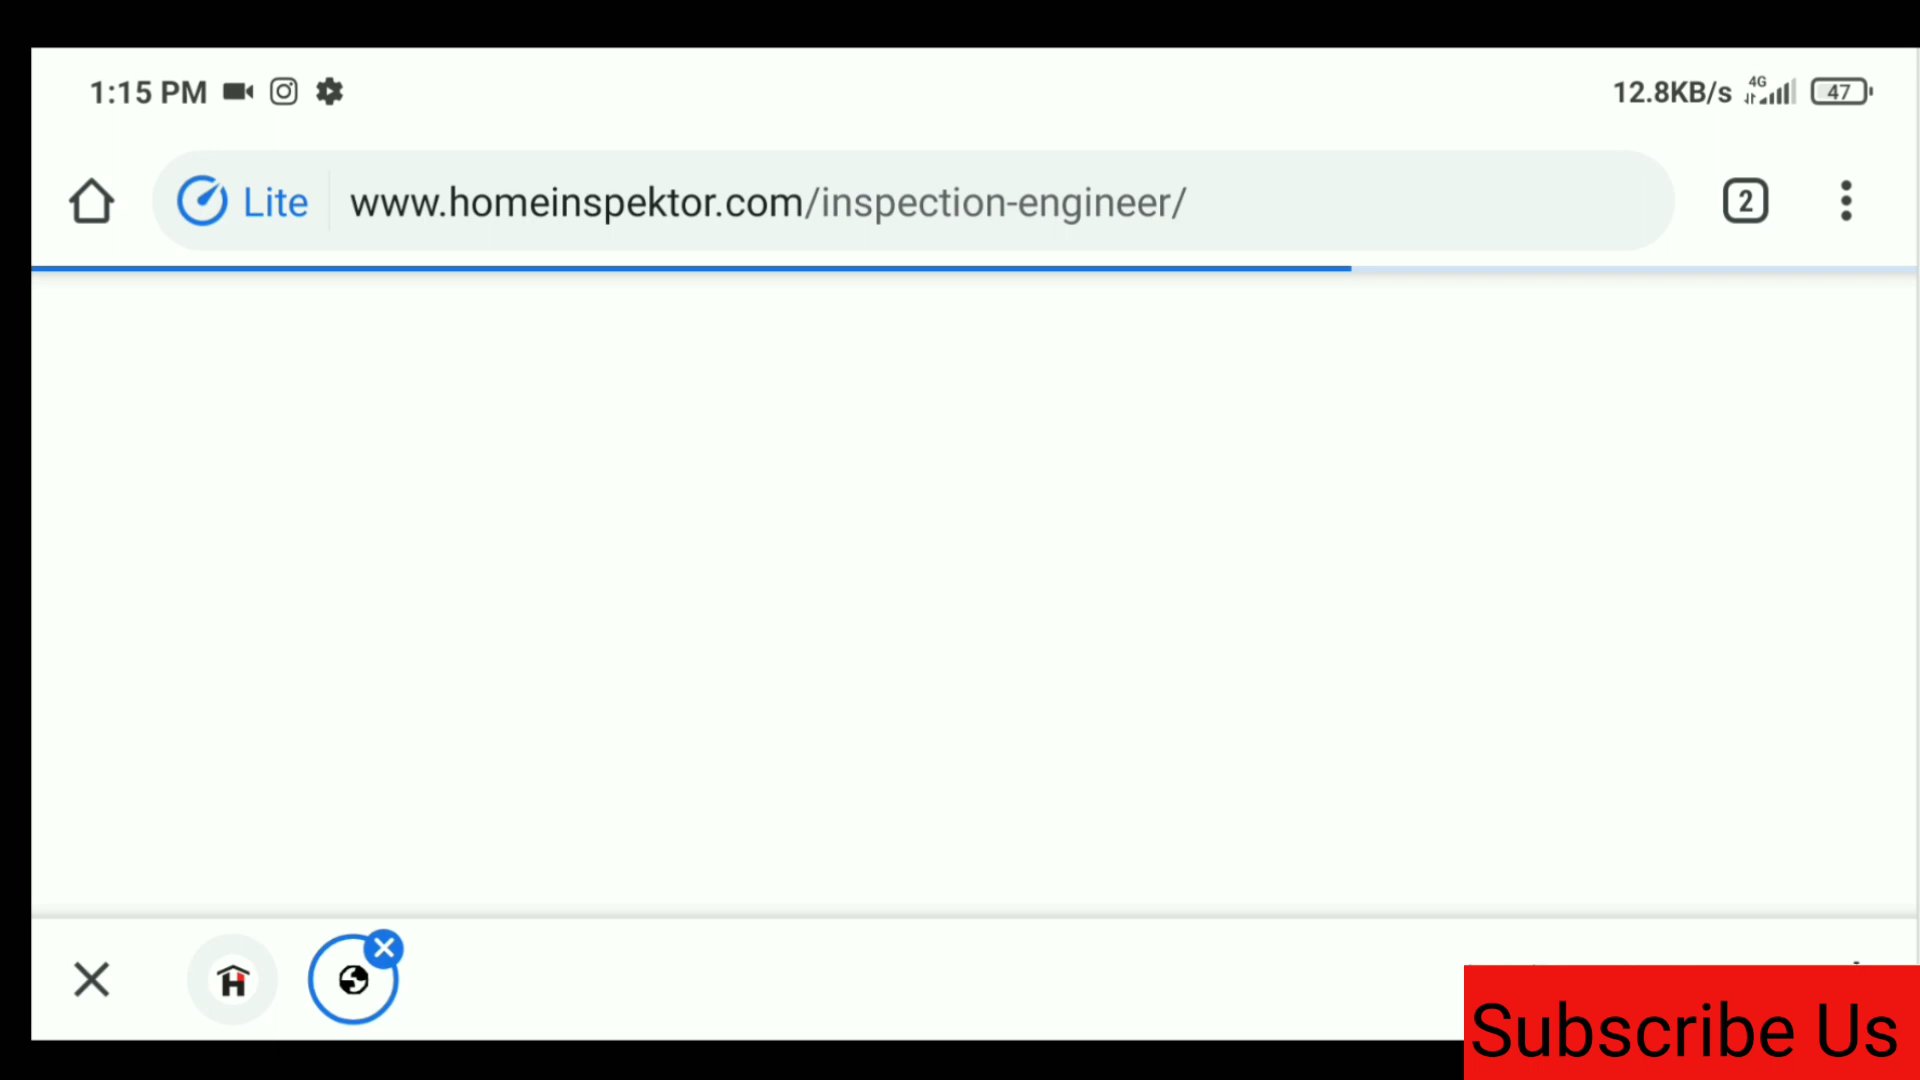 1:15 PM 12.8KB/s 4G 47
Lite www.homeinspektor.com/inspection-engineer/ 2
H
Subscribe Us